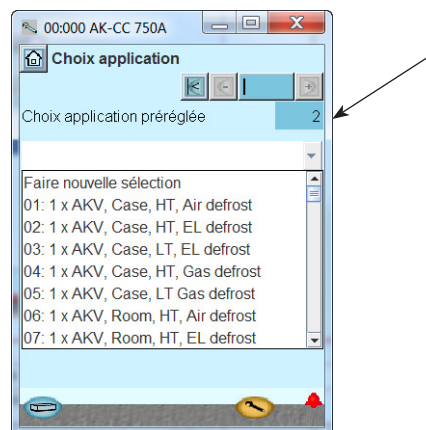 00:000 AK-CC 750A
Choix application
Choix application préréglée 2
Faire nouvelle sélection
01: 1 x AKV, Case, HT, Air defrost
02: 1 x AKV, Case, HT, EL defrost
03: 1 x AKV, Case, LT, EL defrost
04: 1 x AKV, Case, HT, Gas defrost
05: 1 x AKV, Case, LT Gas defrost
06: 1 x AKV, Room, HT, Air defrost
07: 1 x AKV, Room, HT, EL defrost